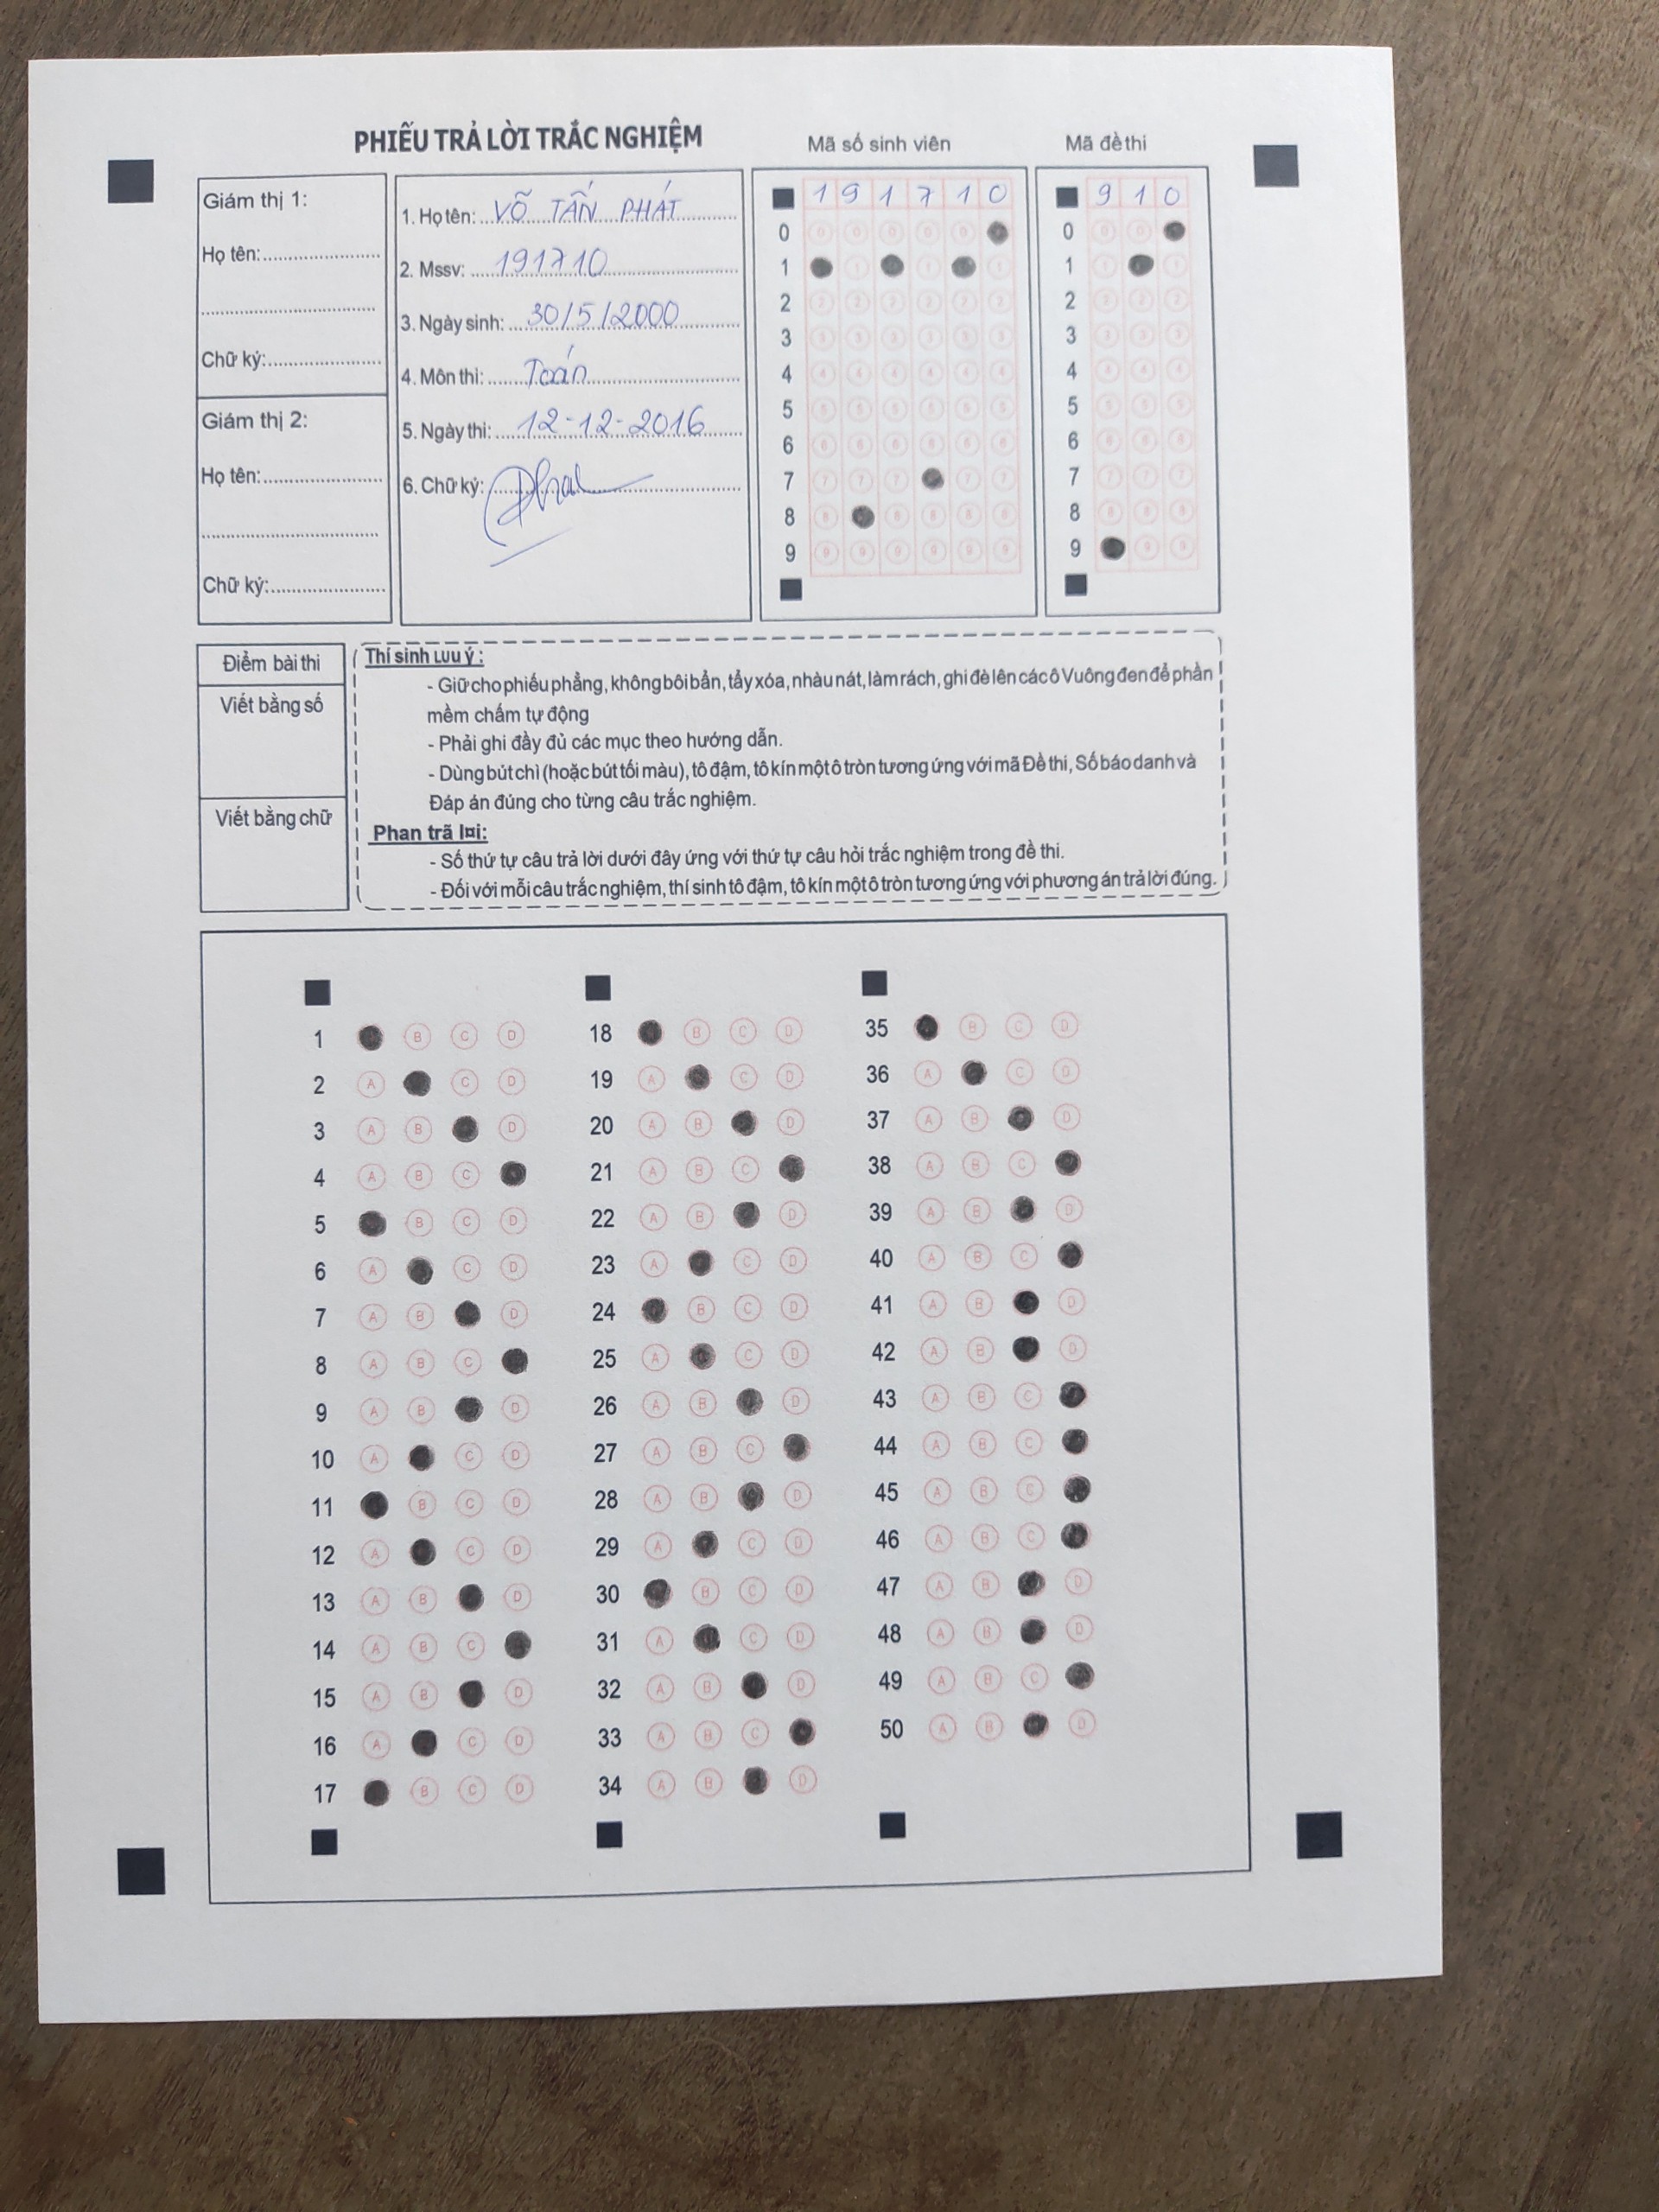 PHIẾU TRẢ LỜI TRẮC NGHIỆM
Mã số sinh viên
Mã đề thi
Giám thị 1:
Họ tên:
Chữ ký:
Giám thị 2:
Họ tên:
Chữ ký:
1. Họ tên: VÕ TẤN PHÁT
2. Mssv: 191710
3. Ngày sinh: 30/5/2000
4. Môn thi: Toán
5. Ngày thi: 12-12-2016
6. Chữ ký: Phat
1 9 1 7 1 0
0
1
2
3
4
5
6
7
8
9
9 1 0
0
1
2
3
4
5
6
7
8
9
Điểm bài thi
Viết bằng số
Viết bằng chữ
Thí sinh Lưu ý :
- Giữ cho phiếu phẳng, không bôi bẩn, tẩy xóa, nhàu nát, làm rách, ghi đè lên các ô Vuông đen để phần
mềm chấm tự động
- Phải ghi đầy đủ các mục theo hướng dẫn.
- Dùng bút chì (hoặc bút tối màu), tô đậm, tô kín một ô tròn tương ứng với mã Đề thi, Số báo danh và
Đáp án đúng cho từng câu trắc nghiệm.
Phan trã l¤i:
- Số thứ tự câu trả lời dưới đây ứng với thứ tự câu hỏi trắc nghiệm trong đề thi.
- Đối với mỗi câu trắc nghiệm, thí sinh tô đậm, tô kín một ô tròn tương ứng với phương án trả lời đúng.
1 B C D
2 A C D
3 A B D
4 A B C
5 B C D
6 A C D
7 A B D
8 A B C
9 A B D
10 A C D
11 B C D
12 A C D
13 A B D
14 A B C
15 A B D
16 A C D
17 B C D
18 B C D
19 A C D
20 A B D
21 A B C
22 A B D
23 A C D
24 B C D
25 A C D
26 A B D
27 A B C
28 A B D
29 A C D
30 B C D
31 A C D
32 A B D
33 A B C
34 A B D
35 B C D
36 A C D
37 A B D
38 A B C
39 A B D
40 A B C
41 A B D
42 A B D
43 A B C
44 A B C
45 A B C
46 A B C
47 A B D
48 A B D
49 A B C
50 A B D